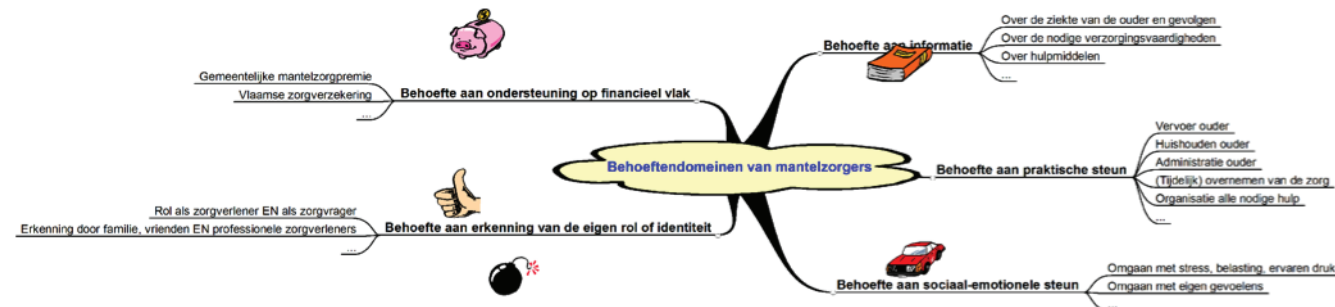 Behoeftendomeinen van mantelzorgers
Behoefte aan informatie
Over de ziekte van de ouder en gevolgen
Over de nodige verzorgingsvaardigheden
Over hulpmiddelen
...
Behoefte aan praktische steun
Vervoer ouder
Huishouden ouder
Administratie ouder
(Tijdelijk) overnemen van de zorg
Organisatie alle nodige hulp
...
Behoefte aan sociaal-emotionele steun
Omgaan met stress, belasting, ervaren druk
Omgaan met eigen gevoelens
...
Behoefte aan ondersteuning op financieel vlak
Gemeentelijke mantelzorgpremie
Vlaamse zorgverzekering
...
Behoefte aan erkenning van de eigen rol of identiteit
Rol als zorgverlener EN als zorgvrager
Erkenning door familie, vrienden EN professionele zorgverleners
...